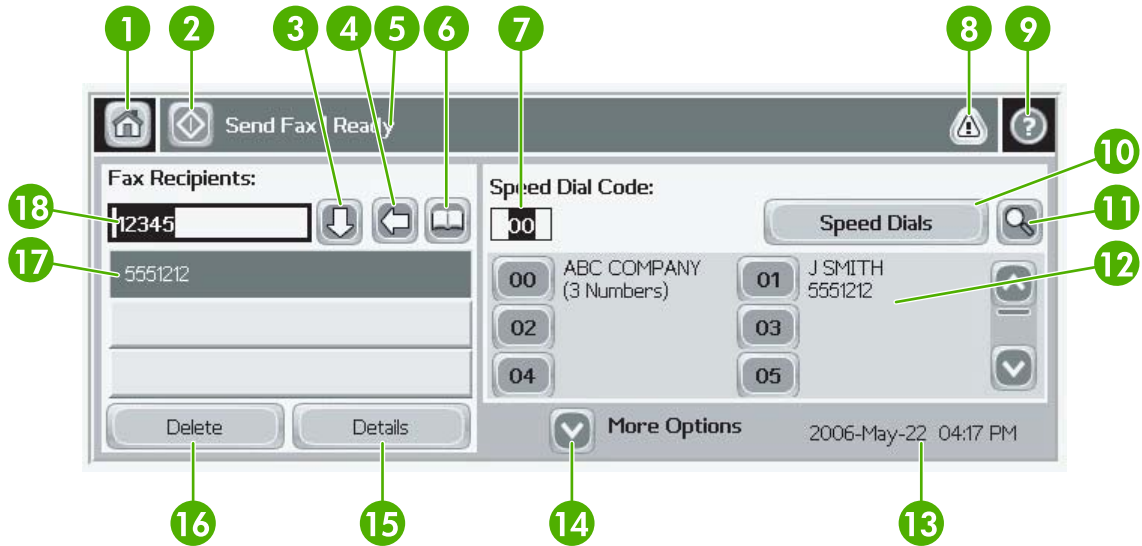 1 2 3 4 5 6 7 8 9
Send Fax | Ready
?
10
Fax Recipients:
Speed Dial Code:
18
12345
00
Speed Dials
11
17
5551212
00 ABC COMPANY
(3 Numbers)
01 J SMITH
5551212
12
02
03
04
05
Delete
Details
More Options
2006-May-22 04:17 PM
16 15 14 13